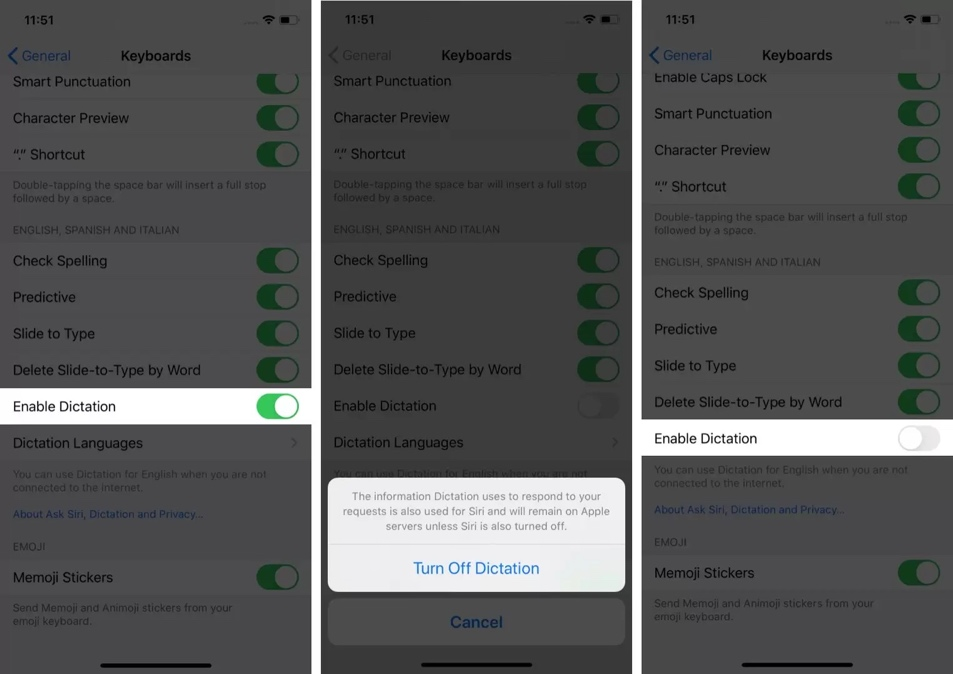 11:51
General
Keyboards
Smart Punctuation
Character Preview
“.” Shortcut
Double-tapping the space bar will insert a full stop
followed by a space.
ENGLISH, SPANISH AND ITALIAN
Check Spelling
Predictive
Slide to Type
Delete Slide-to-Type by Word
Enable Dictation
Dictation Languages
You can use Dictation for English when you are not
connected to the internet.
About Ask Siri, Dictation and Privacy...
EMOJI
Memoji Stickers
Send Memoji and Animoji stickers from your
emoji keyboard.
11:51
General
Keyboards
Smart Punctuation
Character Preview
“.” Shortcut
Double-tapping the space bar will insert a full stop
followed by a space.
ENGLISH, SPANISH AND ITALIAN
Check Spelling
Predictive
Slide to Type
Delete Slide-to-Type by Word
Enable Dictation
Dictation Languages
You can use Dictation for English when you are not
The information Dictation uses to respond to your
requests is also used for Siri and will remain on Apple
servers unless Siri is also turned off.
Turn Off Dictation
Cancel
11:51
General
Keyboards
Enable Caps Lock
Smart Punctuation
Character Preview
“.” Shortcut
Double-tapping the space bar will insert a full stop
followed by a space.
ENGLISH, SPANISH AND ITALIAN
Check Spelling
Predictive
Slide to Type
Delete Slide-to-Type by Word
Enable Dictation
You can use Dictation for English when you are not
connected to the internet.
About Ask Siri, Dictation and Privacy...
EMOJI
Memoji Stickers
Send Memoji and Animoji stickers from your
emoji keyboard.